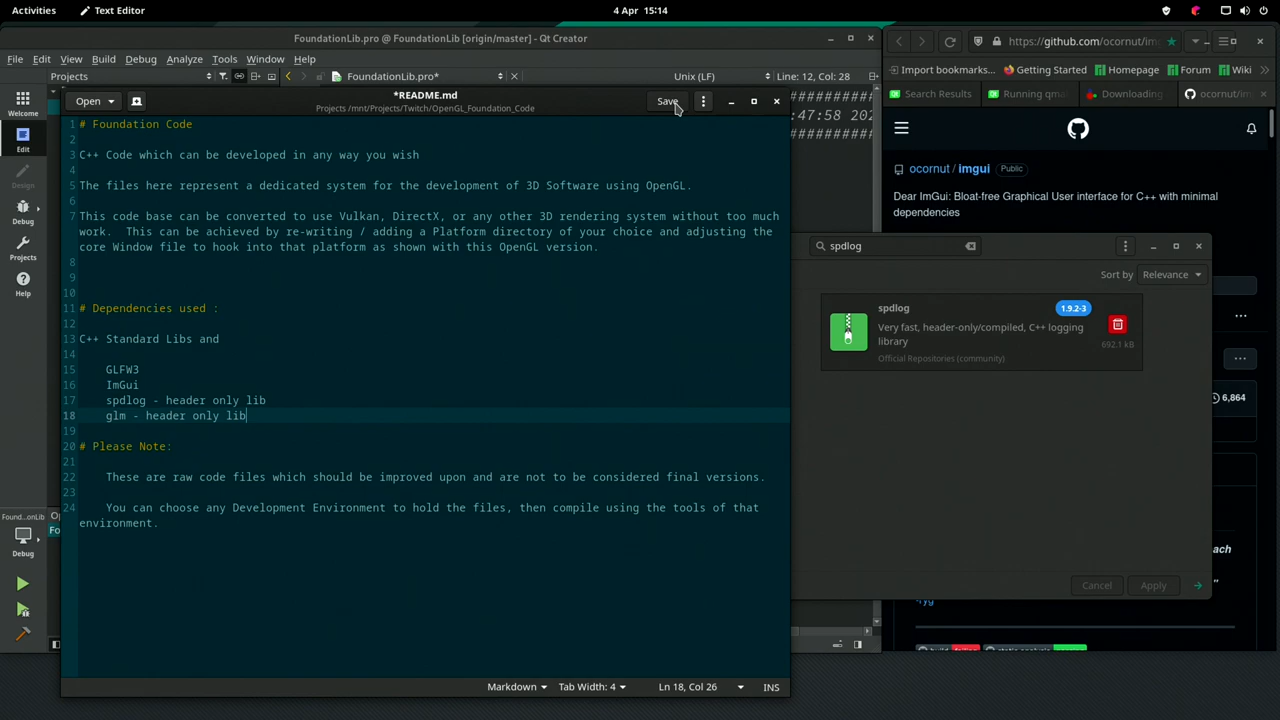 Activities
Text Editor
4 Apr 15:14
FoundationLib.pro @ FoundationLib [origin/master] - Qt Creator
File Edit View Build Debug Analyze Tools Window Help
Projects
FoundationLib.pro*
Unix (LF)
Line: 12, Col: 28
https://github.com/ocornut/im
Import bookmarks...
Getting Started
Homepage
Forum
Wiki
Search Results
Running qma
Downloading
ocornut/im
Welcome
Edit
Design
Debug
Projects
Help
Open
*README.md
Projects /mnt/Projects/Twitch/OpenGL_Foundation_Code
Save
1 # Foundation Code
2
3 C++ Code which can be developed in any way you wish
4
5 The files here represent a dedicated system for the development of 3D Software using OpenGL.
6
7 This code base can be converted to use Vulkan, DirectX, or any other 3D rendering system without too much
work.  This can be achieved by re-writing / adding a Platform directory of your choice and adjusting the
core Window file to hook into that platform as shown with this OpenGL version.
8
9
10
11 # Dependencies used :
12
13 C++ Standard Libs and
14
15 GLFW3
16 ImGui
17 spdlog - header only lib
18 glm - header only lib
19
20 # Please Note:
21
22 These are raw code files which should be improved upon and are not to be considered final versions.
23
24 You can choose any Development Environment to hold the files, then compile using the tools of that
environment.
Markdown
Tab Width: 4
Ln 18, Col 26
INS
##########
:47:58 202
##########
ocornut / imgui
Public
Dear ImGui: Bloat-free Graphical User interface for C++ with minimal
dependencies
spdlog
Sort by
Relevance
spdlog
1.9.2-3
Very fast, header-only/compiled, C++ logging
library
Official Repositories (community)
692.1 kB
Cancel
Apply
6,864
Found...onLib
Debug